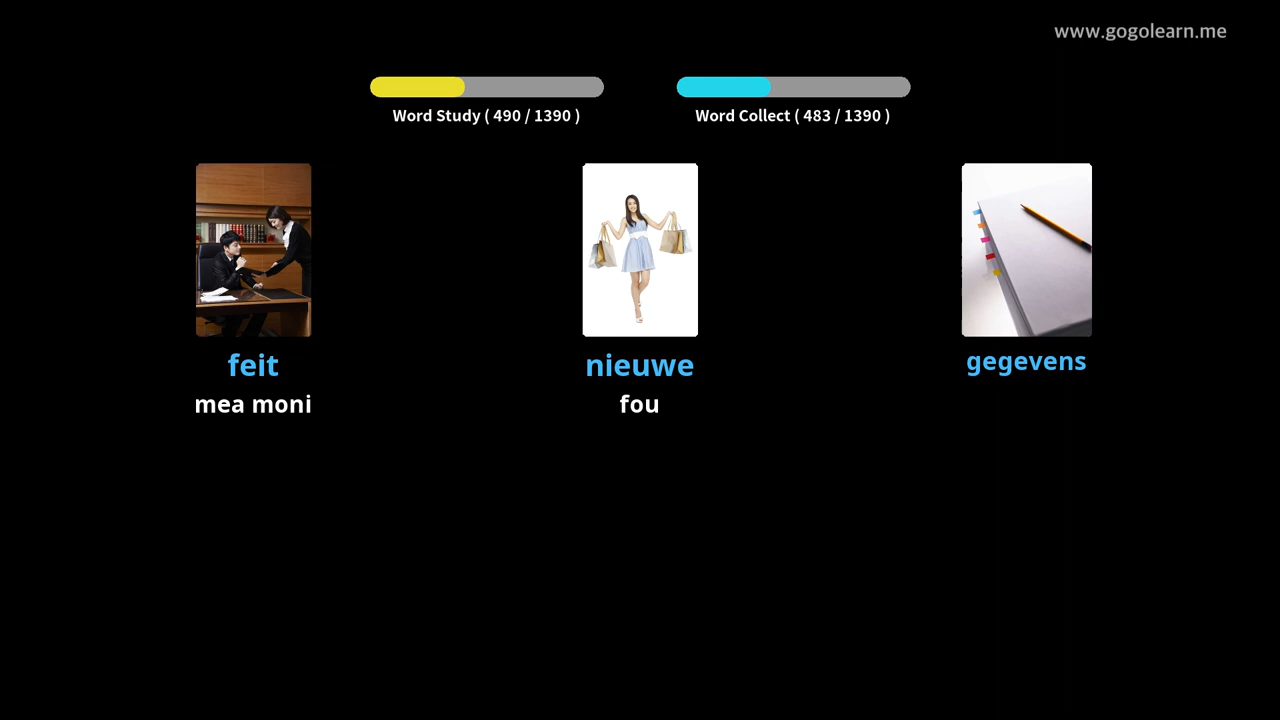 www.gogolearn.me
Word Study ( 490 / 1390 )
Word Collect ( 483 / 1390 )
feit
mea moni
nieuwe
fou
gegevens